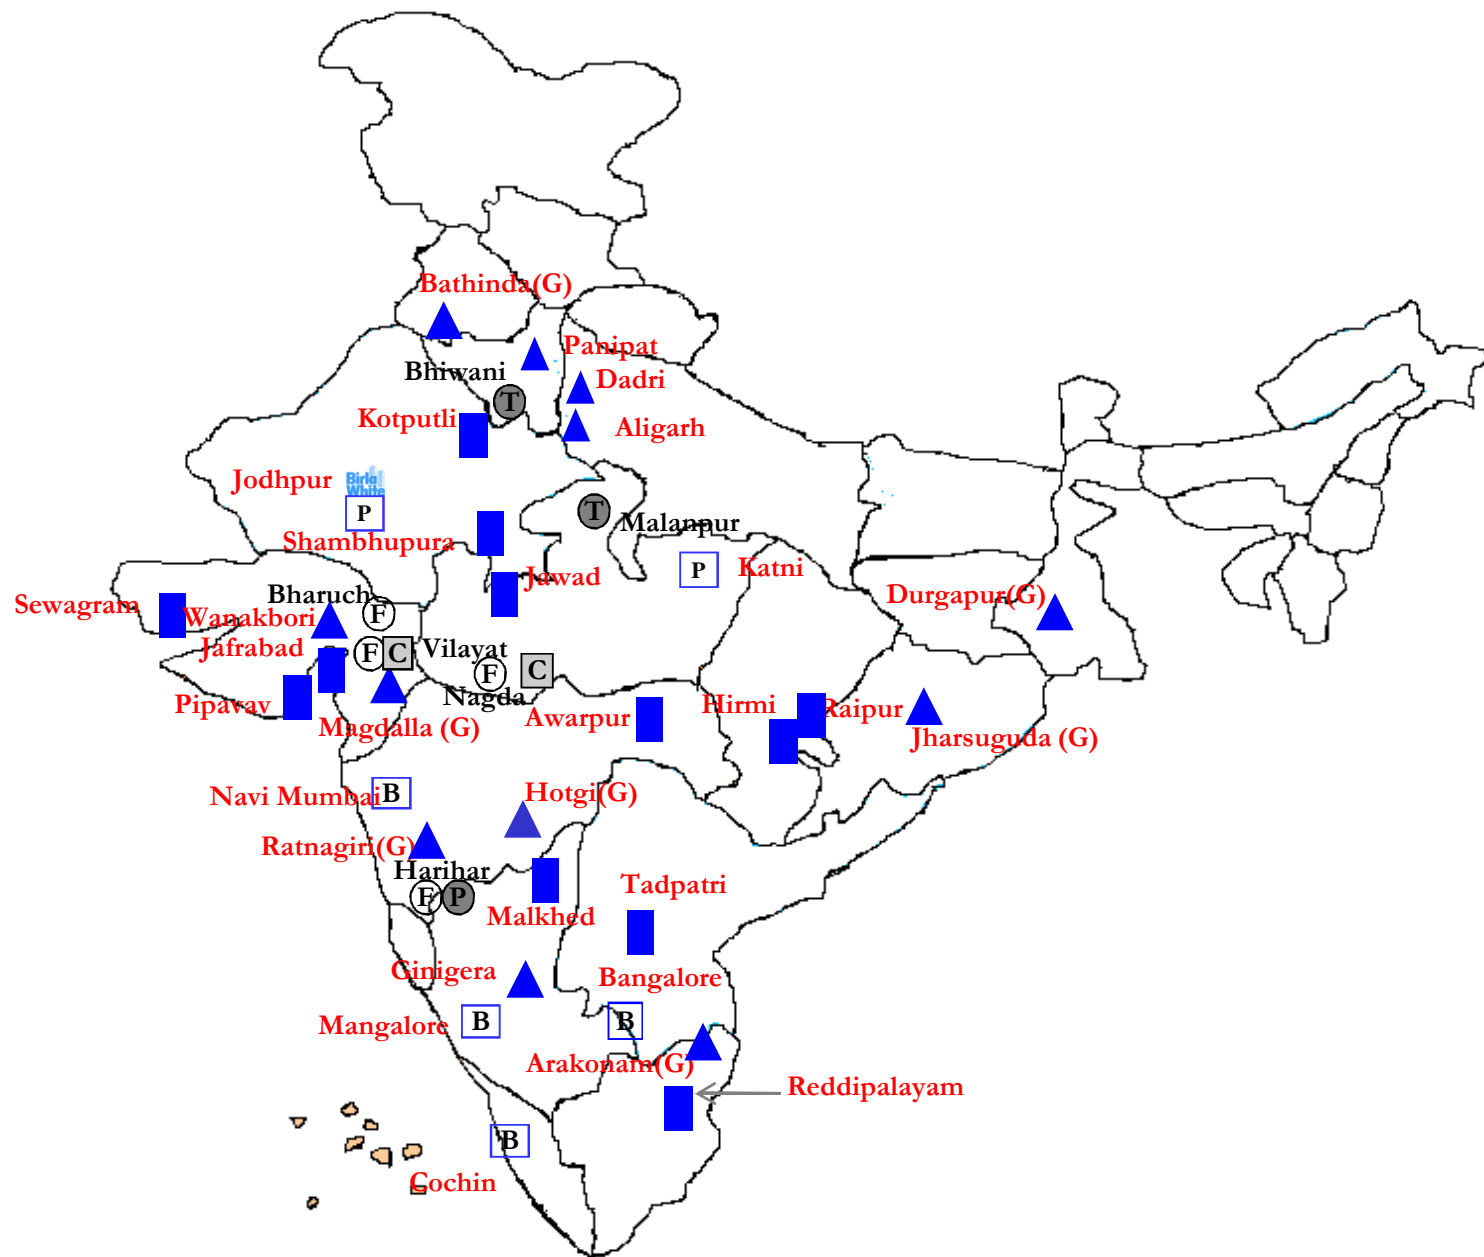 Bathinda(G)
Panipat
Bhiwani
Dadri
T
Kotputli
Aligarh
Jodhpur
Birla
White
P
T
Malanpur
Shambhupura
Jawad
P
Katni
Sewagram
Bharuch
F
Wanakbori
Durgapur(G)
Jafrabad
F
C
Vilayat
F
C
Nagda
Pipavav
Magdalla (G)
Awarpur
Hirmi
Raipur
Jharsuguda (G)
Navi Mumbai
B
Hotgi(G)
Ratnagiri(G)
Harihar
F
P
Malkhed
Tadpatri
Ginigera
Bangalore
Mangalore
B
B
Arakonam(G)
Reddipalayam
B
Cochin